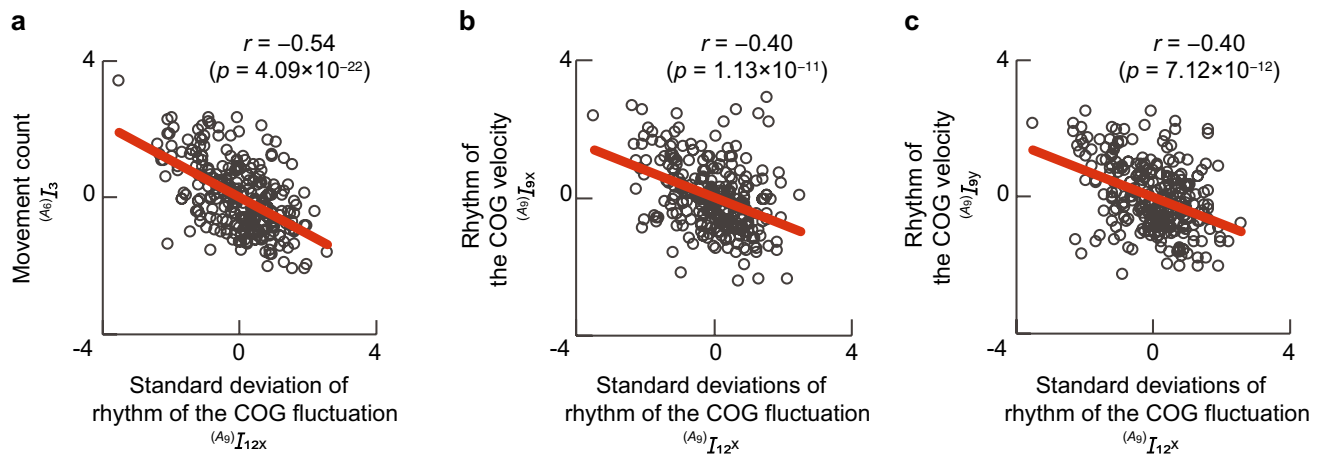 a
r = −0.54
(p = 4.09×10⁻²²)
4
0
-4
0
4
Movement count
(A6)I3
Standard deviation of
rhythm of the COG fluctuation
(A9)I12x
b
r = −0.40
(p = 1.13×10⁻¹¹)
4
0
-4
0
4
Rhythm of
the COG velocity
(A9)I9x
Standard deviations of
rhythm of the COG fluctuation
(A9)I12x
c
r = −0.40
(p = 7.12×10⁻¹²)
4
0
-4
0
4
Rhythm of
the COG velocity
(A9)I9y
Standard deviations of
rhythm of the COG fluctuation
(A9)I12x